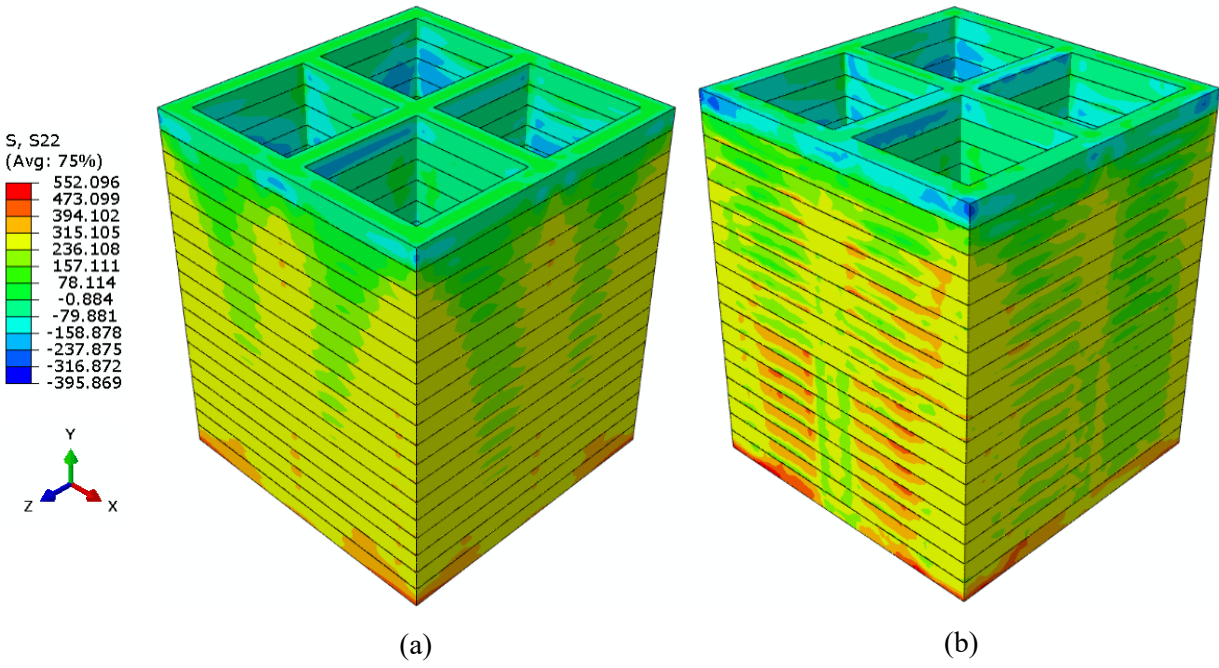 S, S22
(Avg: 75%)
552.096
473.099
394.102
315.105
236.108
157.111
78.114
-0.884
-79.881
-158.878
-237.875
-316.872
-395.869
Y
Z X
(a) (b)